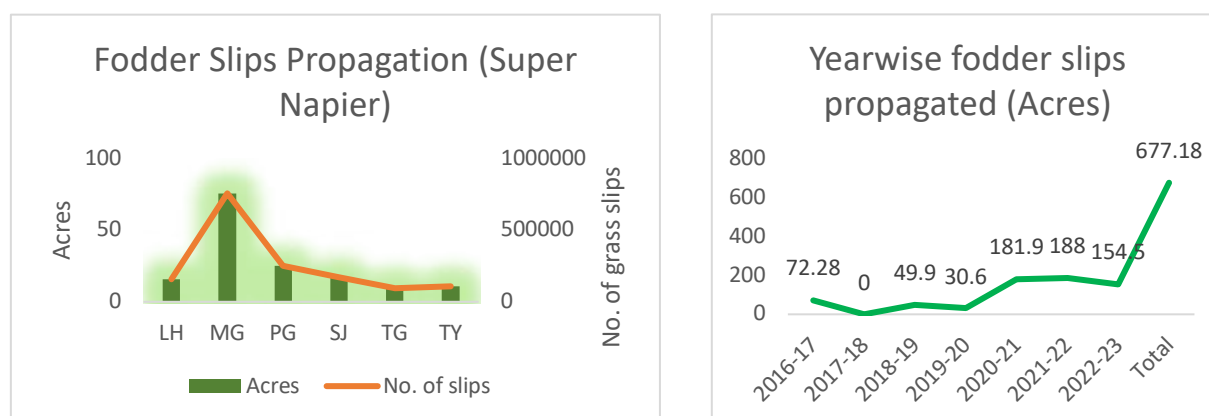 Fodder Slips Propagation (Super
Napier)
100
50
0
Acres
1000000
500000
0
No. of grass slips
LH MG PG SJ TG TY
Acres No. of slips
Yearwise fodder slips
propagated (Acres)
800
600
400
200
0
72.28
0
49.9
30.6
181.9
188
154.5
677.18
2016-17
2017-18
2018-19
2019-20
2020-21
2021-22
2022-23
Total